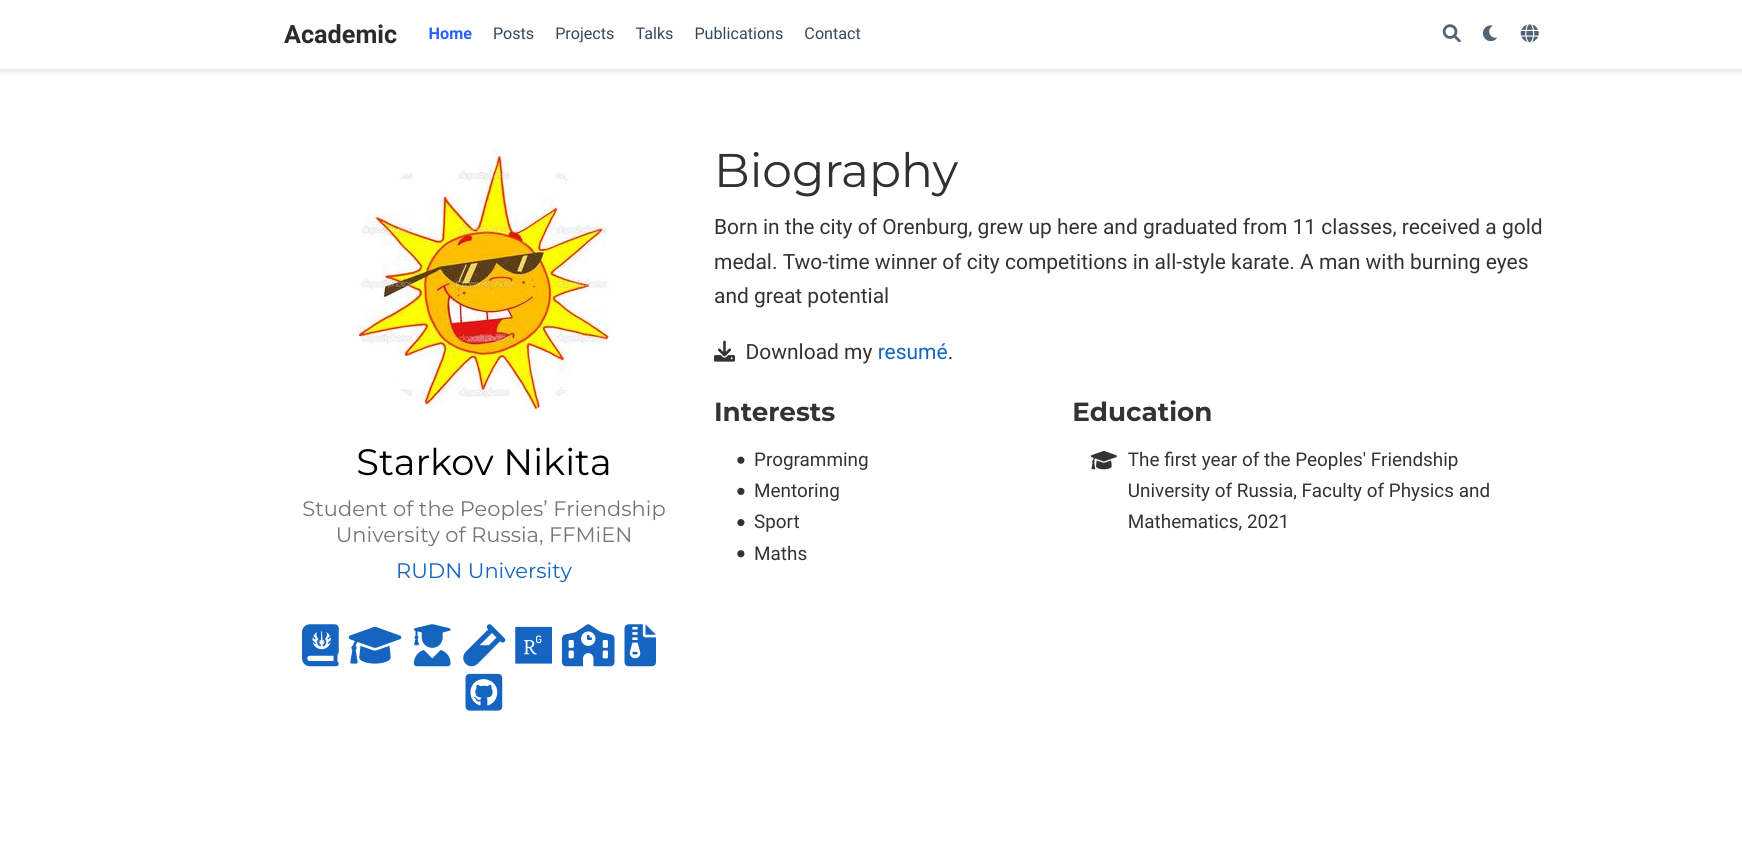 Academic Home Posts Projects Talks Publications Contact
Biography
Born in the city of Orenburg, grew up here and graduated from 11 classes, received a gold
medal. Two-time winner of city competitions in all-style karate. A man with burning eyes
and great potential
Download my resumé.
Interests
Programming
Mentoring
Sport
Maths
Education
The first year of the Peoples' Friendship
University of Russia, Faculty of Physics and
Mathematics, 2021
Starkov Nikita
Student of the Peoples’ Friendship
University of Russia, FFMiEN
RUDN University
RG